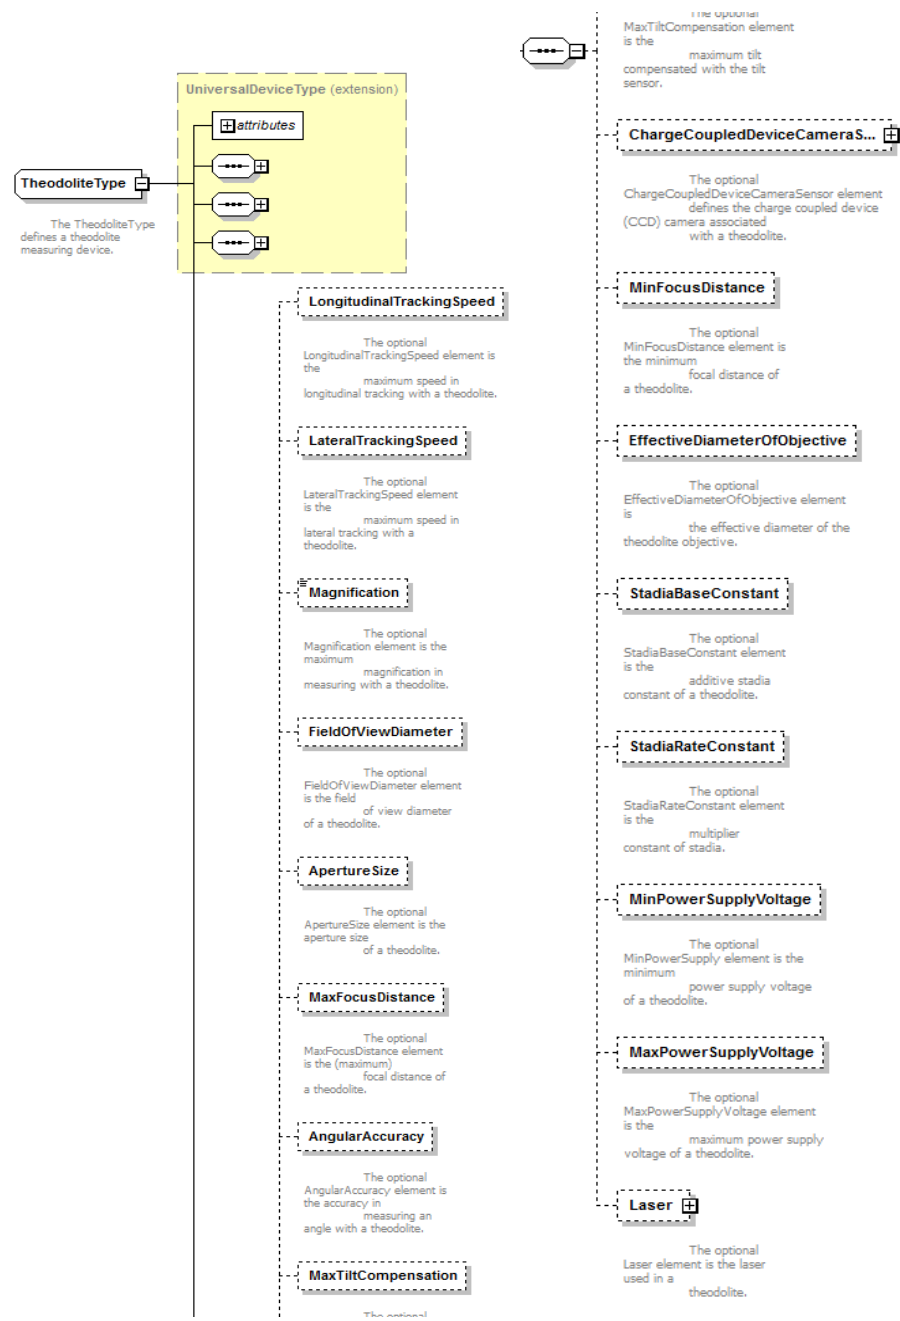 UniversalDeviceType (extension)
attributes
TheodoliteType
The TheodoliteType
defines a theodolite
measuring device.
LongitudinalTrackingSpeed
The optional
LongitudinalTrackingSpeed element is
the
maximum speed in
longitudinal tracking with a theodolite.
LateralTrackingSpeed
The optional
LateralTrackingSpeed element
is the
maximum speed in
lateral tracking with a
theodolite.
Magnification
The optional
Magnification element is the
maximum
magnification in
measuring with a theodolite.
FieldOfViewDiameter
The optional
FieldOfViewDiameter element
is the field
of view diameter
of a theodolite.
ApertureSize
The optional
ApertureSize element is the
aperture size
of a theodolite.
MaxFocusDistance
The optional
MaxFocusDistance element
is the (maximum)
focal distance of
a theodolite.
AngularAccuracy
The optional
AngularAccuracy element is
the accuracy in
measuring an
angle with a theodolite.
MaxTiltCompensation
The optional
The optional
MaxTiltCompensation element
is the
maximum tilt
compensated with the tilt
sensor.
ChargeCoupledDeviceCameraS...
The optional
ChargeCoupledDeviceCameraSensor element
defines the charge coupled device
(CCD) camera associated
with a theodolite.
MinFocusDistance
The optional
MinFocusDistance element is
the minimum
focal distance of
a theodolite.
EffectiveDiameterOfObjective
The optional
EffectiveDiameterOfObjective element
is
the effective diameter of the
theodolite objective.
StadiaBaseConstant
The optional
StadiaBaseConstant element
is the
additive stadia
constant of a theodolite.
StadiaRateConstant
The optional
StadiaRateConstant element
is the
multiplier
constant of stadia.
MinPowerSupplyVoltage
The optional
MinPowerSupply element is the
minimum
power supply voltage
of a theodolite.
MaxPowerSupplyVoltage
The optional
MaxPowerSupplyVoltage element
is the
maximum power supply
voltage of a theodolite.
Laser
The optional
Laser element is the laser
used in a
theodolite.